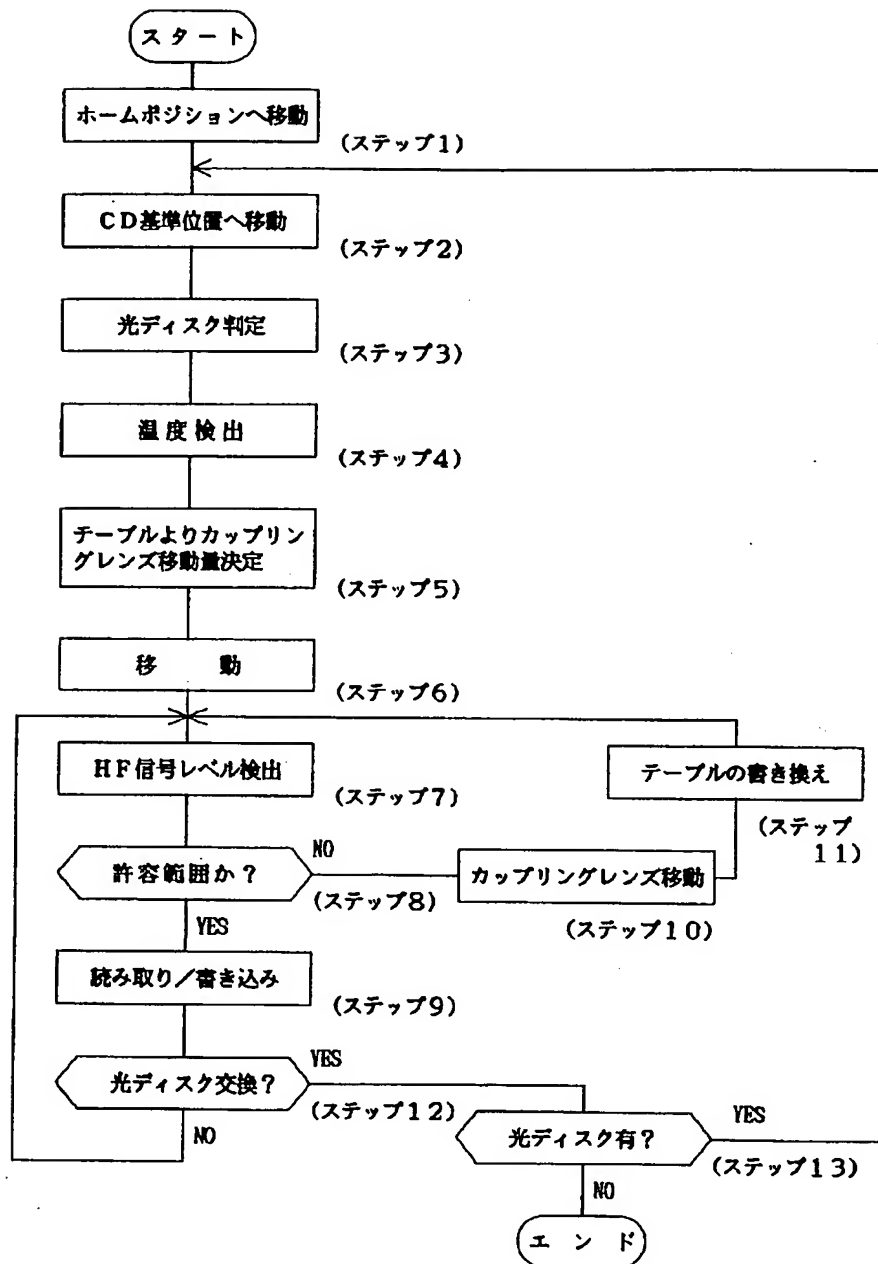 スタート
ホームポジションへ移動
(ステップ1)
CD基準位置へ移動
(ステップ2)
光ディスク判定
(ステップ3)
温度検出
(ステップ4)
テーブルよりカップリン
グレンズ移動量決定
(ステップ5)
移 動
(ステップ6)
HF信号レベル検出
(ステップ7)
テーブルの書き換え
(ステップ
11)
許容範囲か?
NO
(ステップ8)
カップリングレンズ移動
(ステップ10)
YES
読み取り/書き込み
(ステップ9)
光ディスク交換?
YES
(ステップ12)
NO
光ディスク有?
YES
(ステップ13)
NO
エンド